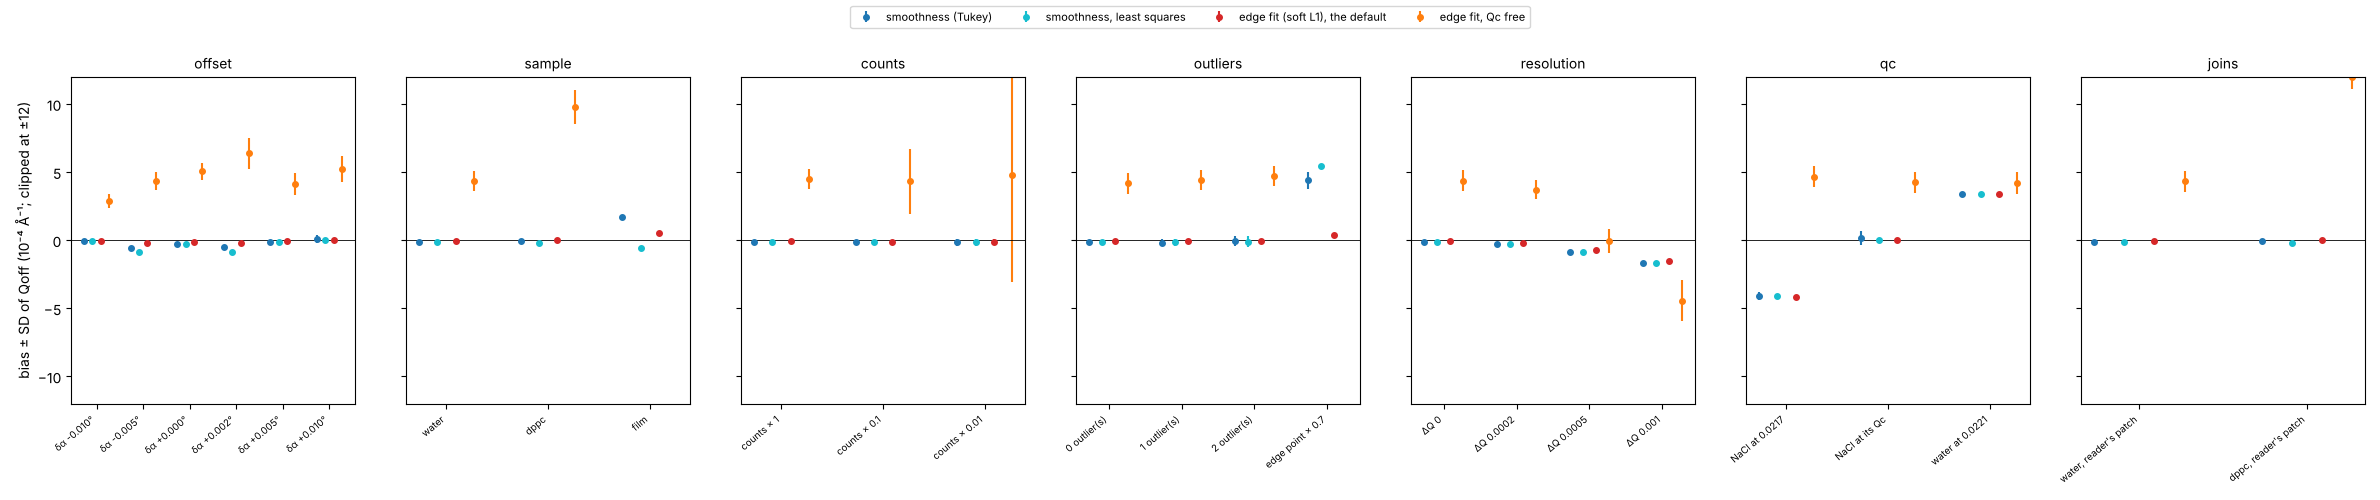 smoothness (Tukey)
smoothness, least squares
edge fit (soft L1), the default
edge fit, Qc free
offset
sample
counts
outliers
resolution
qc
joins
bias ± SD of Qoff (10⁻⁴ Å⁻¹; clipped at ±12)
10
5
0
−5
−10
δα -0.010°
δα -0.005°
δα +0.000°
δα +0.002°
δα +0.005°
δα +0.010°
water
dppc
film
counts × 1
counts × 0.1
counts × 0.01
0 outlier(s)
1 outlier(s)
2 outlier(s)
edge point × 0.7
ΔQ 0
ΔQ 0.0002
ΔQ 0.0005
ΔQ 0.001
NaCl at 0.0217
NaCl at its Qc
water at 0.0221
water, reader's patch
dppc, reader's patch